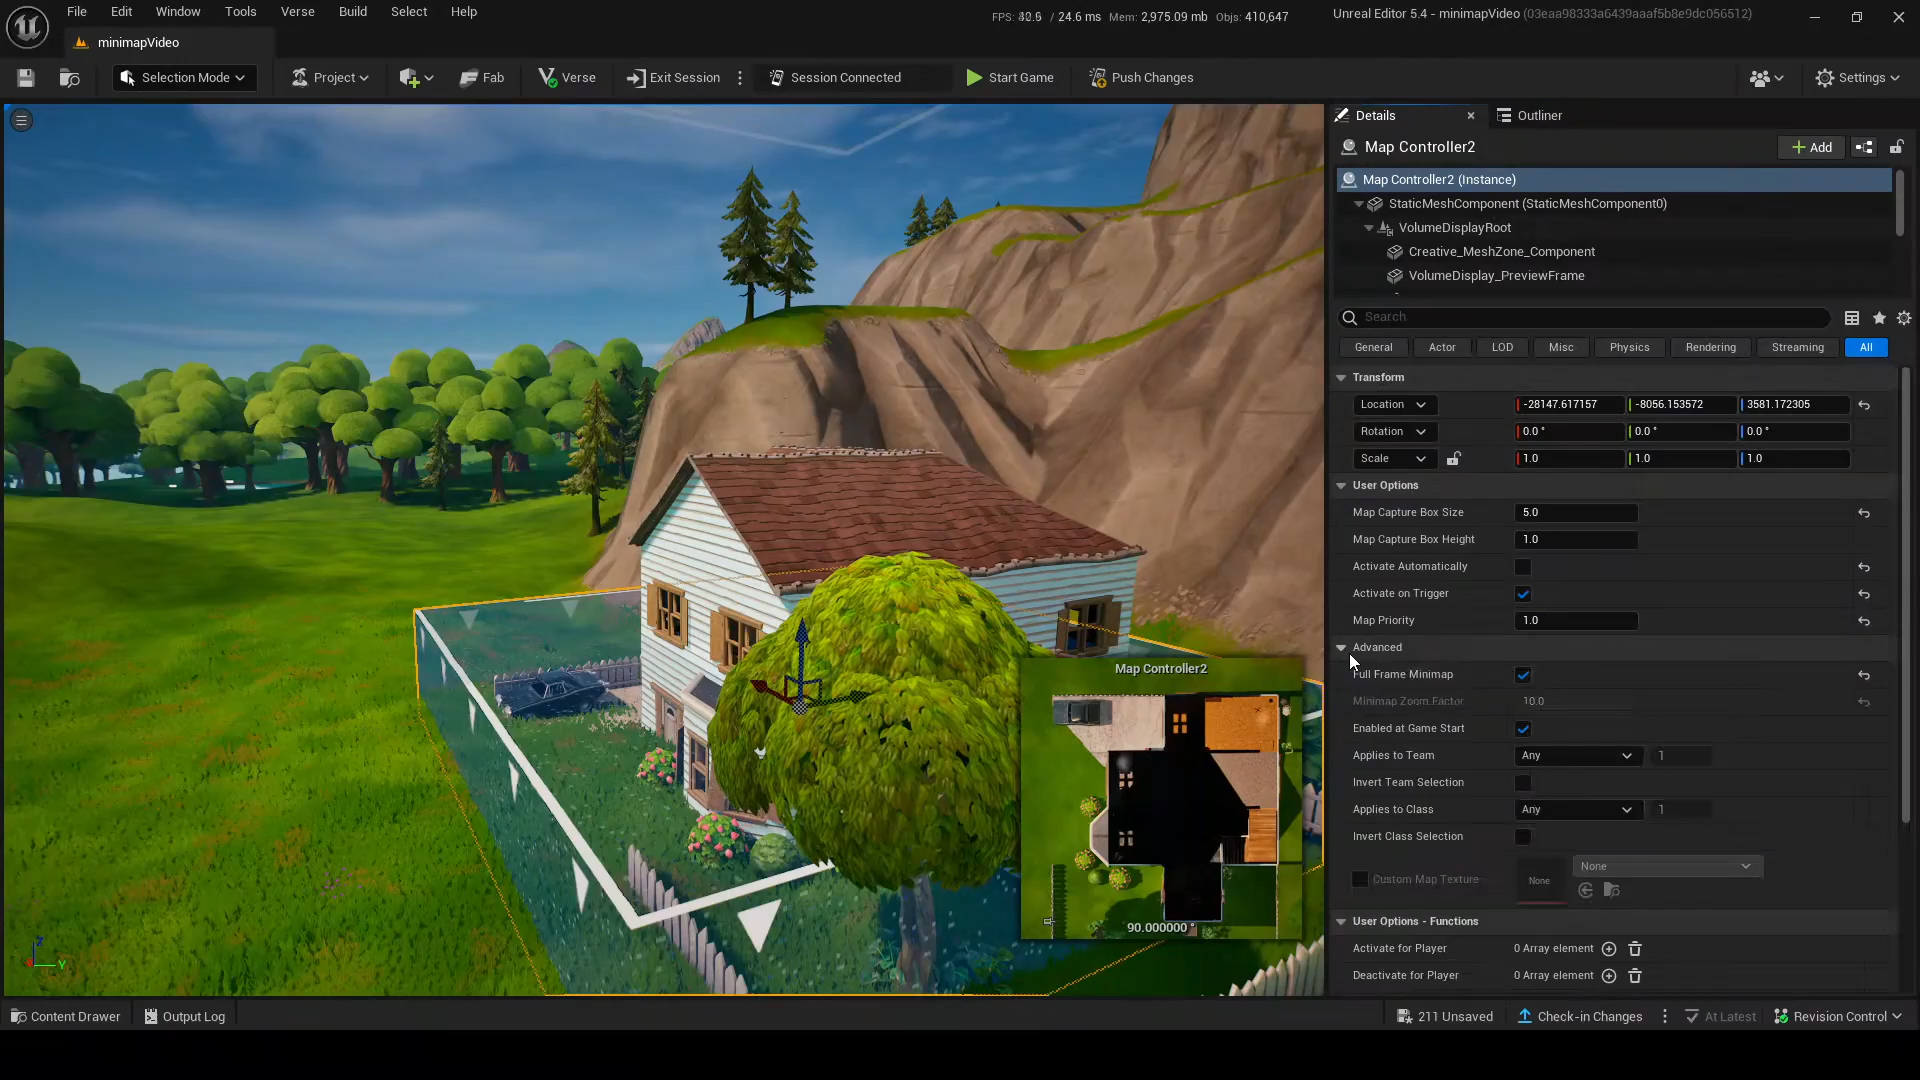 File Edit Window Tools Verse Build Select Help
FPS: / 24.6 ms Mem: 2,975.09 mb Objs: 410,647
Unreal Editor 5.4 - minimapVideo (03eaa98333a6439aaaf5b8e9dc056512)
minimapVideo
Selection Mode Project Fab Verse Exit Session Session Connected Start Game Push Changes Settings
Details Outliner
Map Controller2 Add
Map Controller2 (Instance)
StaticMeshComponent (StaticMeshComponent0)
VolumeDisplayRoot
Creative_MeshZone_Component
VolumeDisplay_PreviewFrame
Search
General Actor LOD Misc Physics Rendering Streaming All
Transform
Location -28147.617157 -8056.153572 3581.172305
Rotation 0.0 ° 0.0 ° 0.0 °
Scale 1.0 1.0 1.0
User Options
Map Capture Box Size 5.0
Map Capture Box Height 1.0
Activate Automatically
Activate on Trigger
Map Priority 1.0
Advanced
Full Frame Minimap
Minimap Zoom Factor 10.0
Enabled at Game Start
Applies to Team Any 1
Invert Team Selection
Applies to Class Any 1
Invert Class Selection
Custom Map Texture None None
User Options - Functions
Activate for Player 0 Array element
Deactivate for Player 0 Array element
Map Controller2
90.000000 °
Z
Y
Content Drawer Output Log 211 Unsaved Check-in Changes At Latest Revision Control